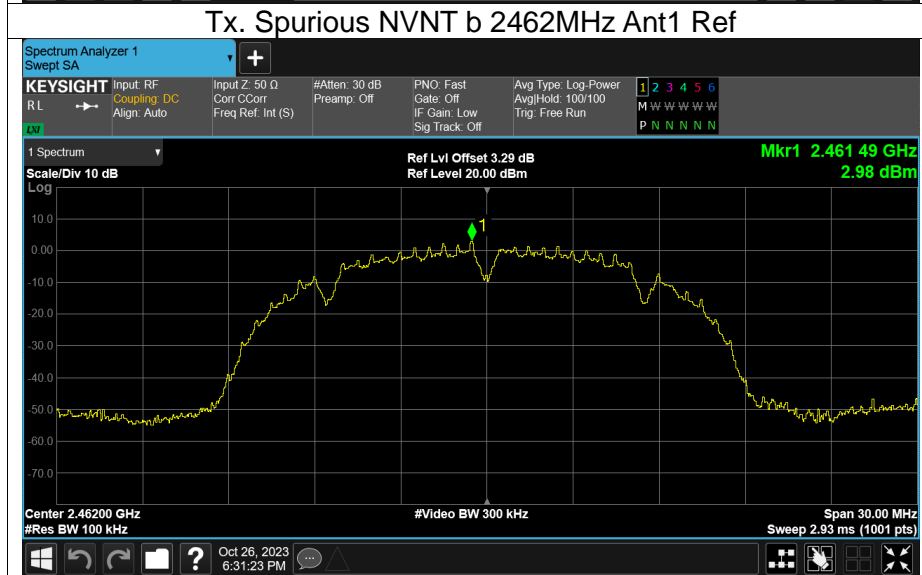 Tx. Spurious NVNT b 2462MHz Ant1 Ref
Spectrum Analyzer 1
Swept SA
+
KEYSIGHT
RL
LXI
Input: RF
Coupling: DC
Align: Auto
Input Z: 50 Ω
Corr CCorr
Freq Ref: Int (S)
#Atten: 30 dB
Preamp: Off
PNO: Fast
Gate: Off
IF Gain: Low
Sig Track: Off
Avg Type: Log-Power
Avg|Hold: 100/100
Trig: Free Run
1 2 3 4 5 6
M W W W W W
P N N N N N
1 Spectrum
Scale/Div 10 dB
Ref Lvl Offset 3.29 dB
Ref Level 20.00 dBm
Mkr1 2.461 49 GHz
2.98 dBm
Log
10.0
0.00
-10.0
-20.0
-30.0
-40.0
-50.0
-60.0
-70.0
1
Center 2.46200 GHz
#Res BW 100 kHz
#Video BW 300 kHz
Span 30.00 MHz
Sweep 2.93 ms (1001 pts)
?
Oct 26, 2023
6:31:23 PM